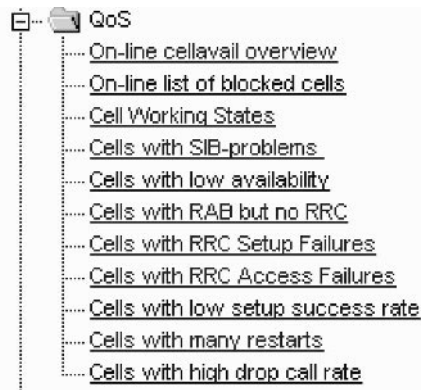 QoS
On-line cellavail overview
On-line list of blocked cells
Cell Working States
Cells with SIB-problems
Cells with low availability
Cells with RAB but no RRC
Cells with RRC Setup Failures
Cells with RRC Access Failures
Cells with low setup success rate
Cells with many restarts
Cells with high drop call rate